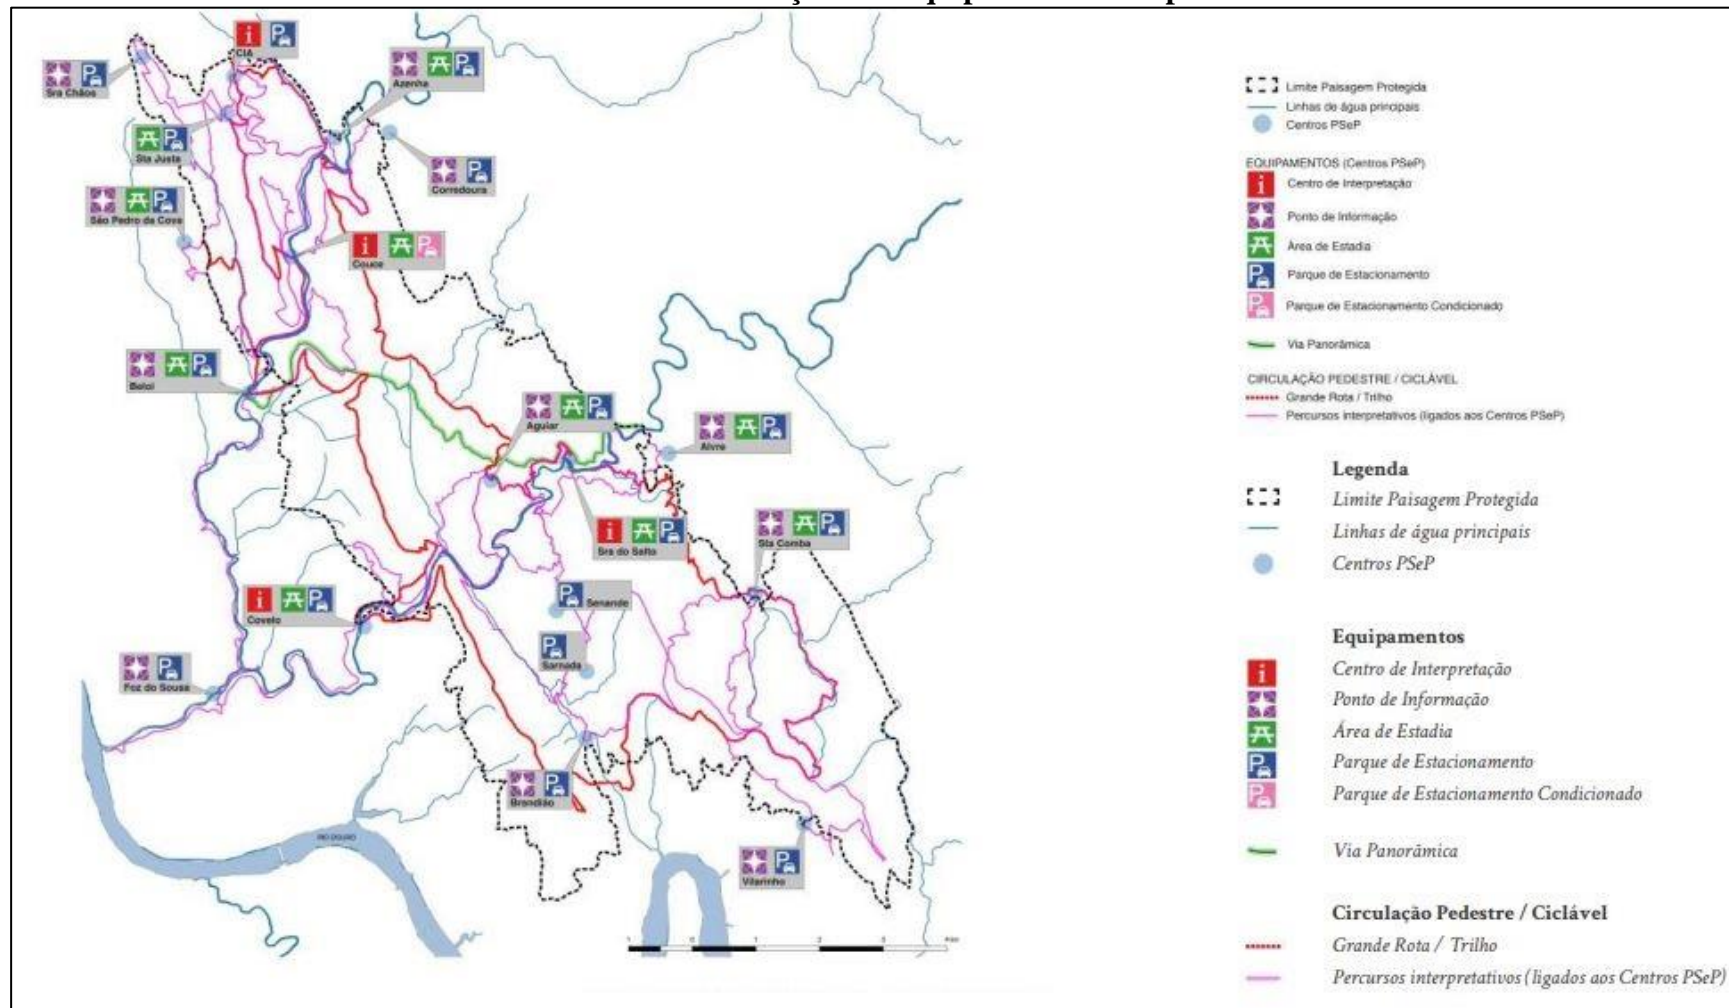 CIA
Sra Chãos
Azenha
Sta Justa
Corredoura
São Pedro da Cova
Couce
Beloi
Aguiar
Alvre
Sra do Salto
Sta Comba
Senande
Covelo
Sarnada
Foz do Sousa
Brandião
Vilarinho
RIO DOURO
Limite Paisagem Protegida
Linhas de água principais
Centros PSeP
EQUIPAMENTOS (Centros PSeP)
Centro de Interpretação
Ponto de Informação
Área de Estadia
Parque de Estacionamento
Parque de Estacionamento Condicionado
Via Panorâmica
CIRCULAÇÃO PEDESTRE / CICLÁVEL
Grande Rota / Trilho
Percursos interpretativos (ligados aos Centros PSeP)
Legenda
Limite Paisagem Protegida
Linhas de água principais
Centros PSeP
Equipamentos
Centro de Interpretação
Ponto de Informação
Área de Estadia
Parque de Estacionamento
Parque de Estacionamento Condicionado
Via Panorâmica
Circulação Pedestre / Ciclável
Grande Rota / Trilho
Percursos interpretativos (ligados aos Centros PSeP)